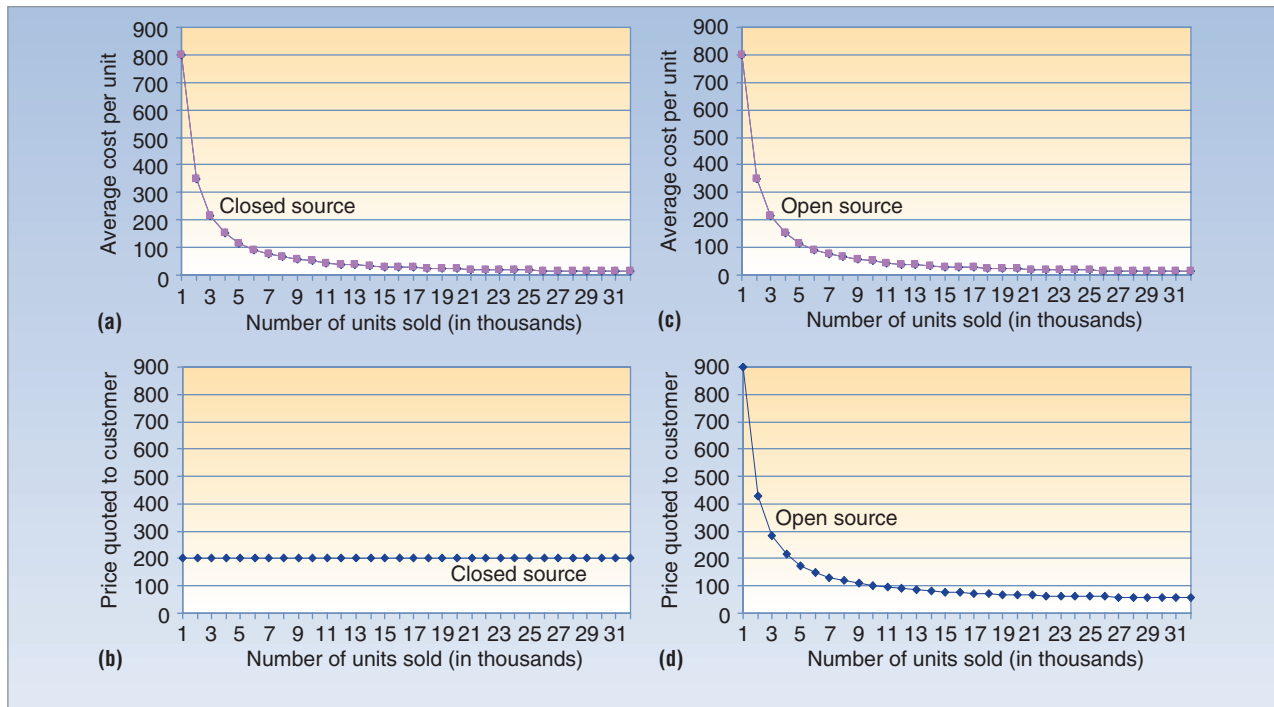 900
800
700
600
500
400
300
200
100
0
Average cost per unit
Closed source
1 3 5 7 9 11 13 15 17 19 21 23 25 27 29 31
(a) Number of units sold (in thousands)
900
800
700
600
500
400
300
200
100
0
Average cost per unit
Open source
1 3 5 7 9 11 13 15 17 19 21 23 25 27 29 31
(c) Number of units sold (in thousands)
900
800
700
600
500
400
300
200
100
0
Price quoted to customer
Closed source
1 3 5 7 9 11 13 15 17 19 21 23 25 27 29 31
(b) Number of units sold (in thousands)
900
800
700
600
500
400
300
200
100
0
Price quoted to customer
Open source
1 3 5 7 9 11 13 15 17 19 21 23 25 27 29 31
(d) Number of units sold (in thousands)